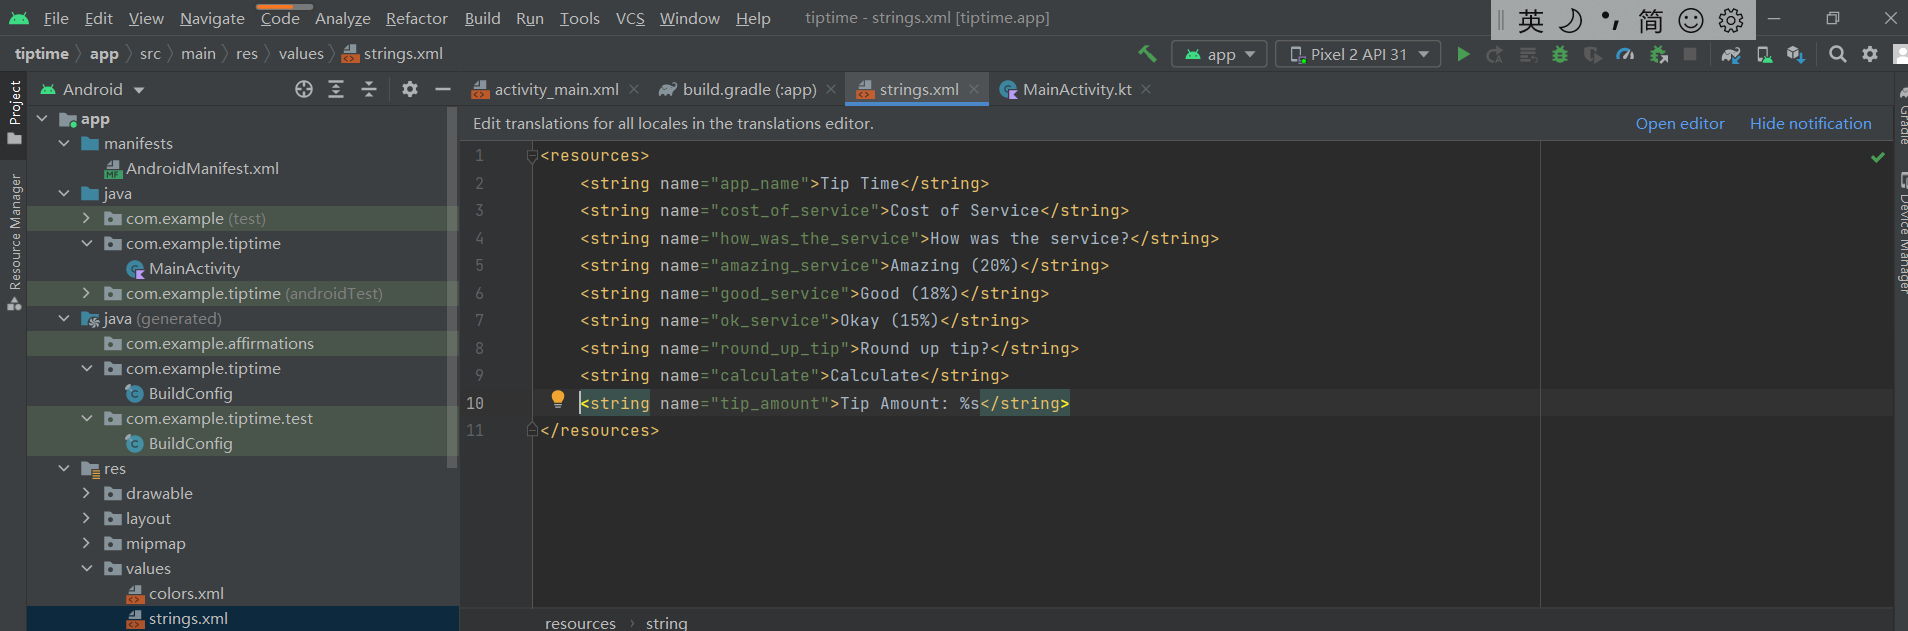 File Edit View Navigate Code Analyze Refactor Build Run Tools VCS Window Help tiptime - strings.xml [tiptime.app] 英 简
tiptime app src main res values strings.xml app Pixel 2 API 31
Project
Resource Manager
Android
app
manifests
AndroidManifest.xml
java
com.example (test)
com.example.tiptime
MainActivity
com.example.tiptime (androidTest)
java (generated)
com.example.affirmations
com.example.tiptime
BuildConfig
com.example.tiptime.test
BuildConfig
res
drawable
layout
mipmap
values
colors.xml
strings.xml
activity_main.xml build.gradle (:app) strings.xml MainActivity.kt
Edit translations for all locales in the translations editor. Open editor Hide notification
1 <resources>
2 <string name="app_name">Tip Time</string>
3 <string name="cost_of_service">Cost of Service</string>
4 <string name="how_was_the_service">How was the service?</string>
5 <string name="amazing_service">Amazing (20%)</string>
6 <string name="good_service">Good (18%)</string>
7 <string name="ok_service">Okay (15%)</string>
8 <string name="round_up_tip">Round up tip?</string>
9 <string name="calculate">Calculate</string>
10 <string name="tip_amount">Tip Amount: %s</string>
11 </resources>
resources › string
Gradle
Device Manager